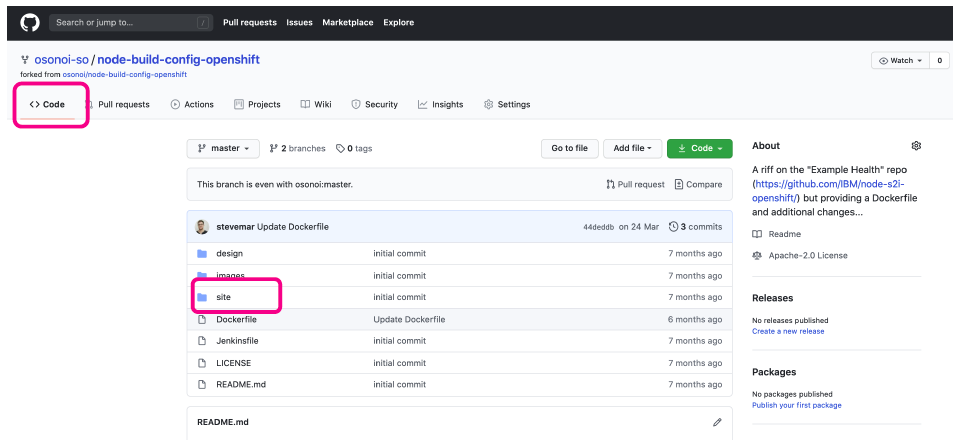 Search or jump to... /
Pull requests Issues Marketplace Explore
osonoi-so / node-build-config-openshift
forked from osonoi/node-build-config-openshift
Watch 0
<> Code Pull requests Actions Projects Wiki Security Insights Settings
master 2 branches 0 tags
Go to file Add file Code
This branch is even with osonoi:master.
Pull request Compare
stevemar Update Dockerfile 44deddb on 24 Mar 3 commits
design initial commit 7 months ago
images initial commit 7 months ago
site initial commit 7 months ago
Dockerfile Update Dockerfile 6 months ago
Jenkinsfile initial commit 7 months ago
LICENSE initial commit 7 months ago
README.md initial commit 7 months ago
README.md
About
A riff on the "Example Health" repo
(https://github.com/IBM/node-s2i-
openshift/) but providing a Dockerfile
and additional changes...
Readme
Apache-2.0 License
Releases
No releases published
Create a new release
Packages
No packages published
Publish your first package